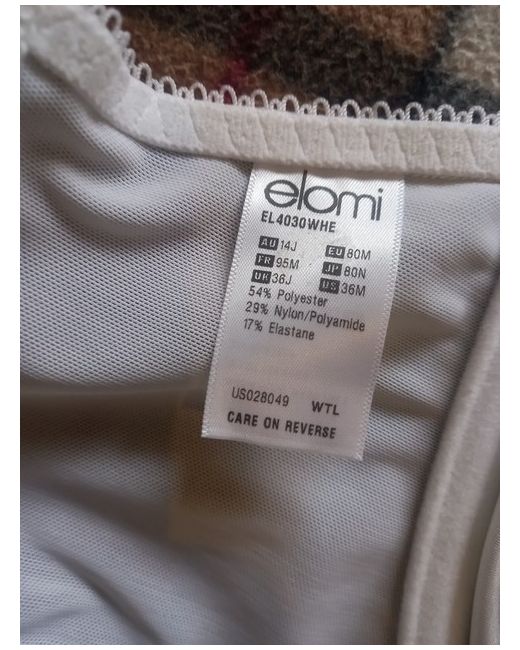 elomi
EL4030WHE
AU 14J EU 80M
FR 95M JP 80N
UK 36J US 36M
54% Polyester
29% Nylon/Polyamide
17% Elastane
US028049 WTL
CARE ON REVERSE